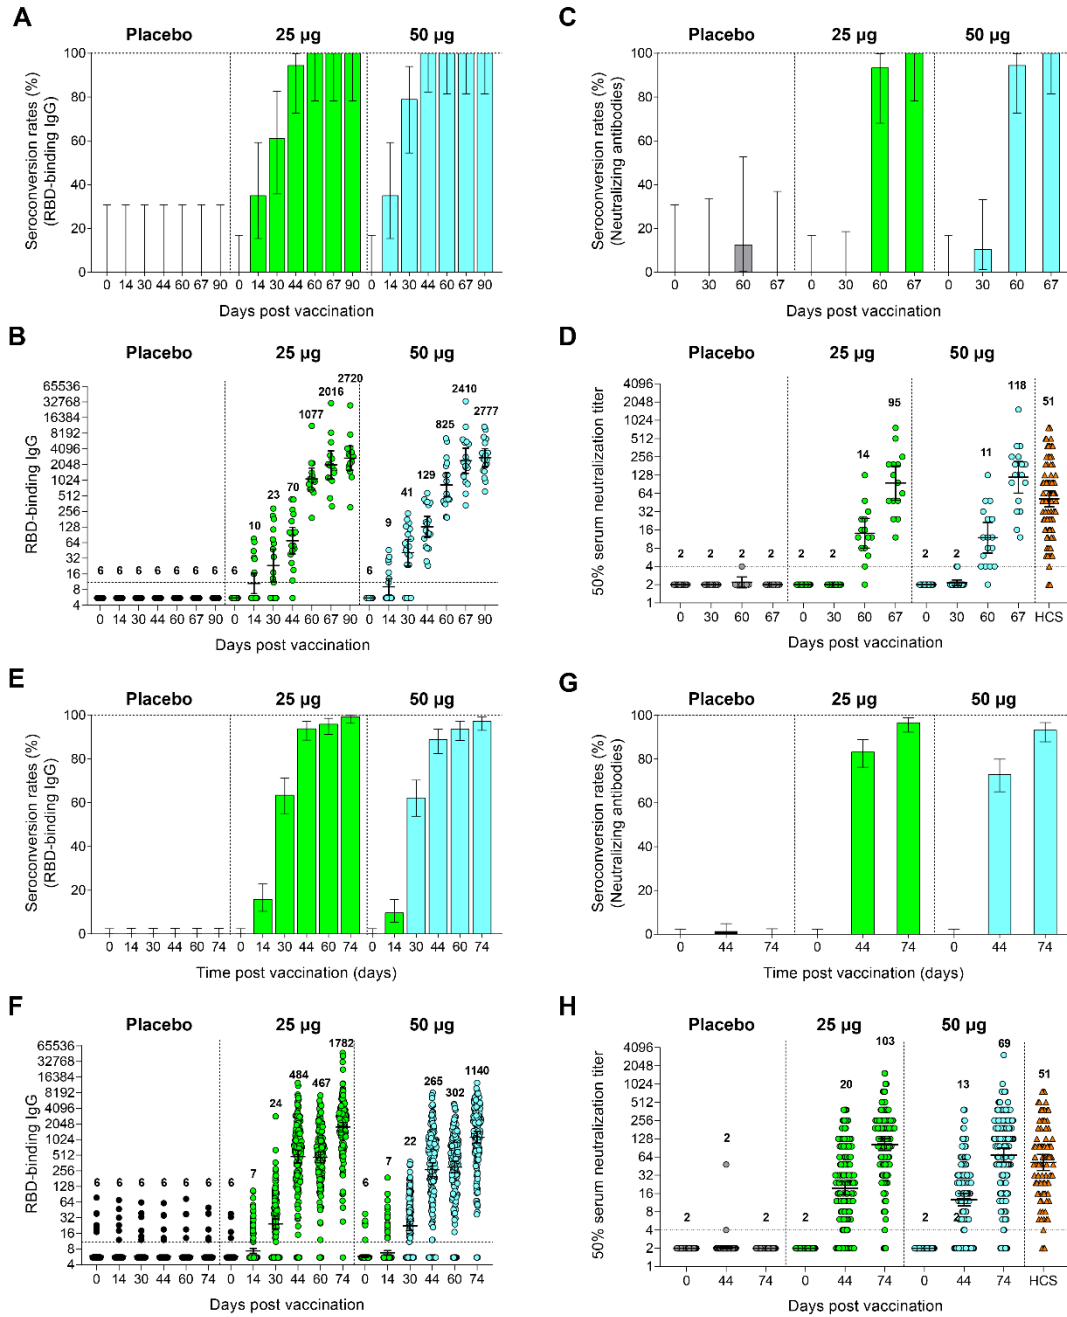 A
Placebo 25 µg 50 µg
Seroconversion rates (%)
(RBD-binding IgG)
100
80
60
40
20
0
0 14 30 44 60 67 90 0 14 30 44 60 67 90 0 14 30 44 60 67 90
Days post vaccination
C
Placebo 25 µg 50 µg
Seroconversion rates (%)
(Neutralizing antibodies)
100
80
60
40
20
0
0 30 60 67 0 30 60 67 0 30 60 67
Days post vaccination
B
Placebo 25 µg 50 µg
RBD-binding IgG
65536
32768
16384
8192
4096
2048
1024
512
256
128
64
32
16
8
4
6 6 6 6 6 6 6 6 10 23 70 1077 2016 2720 6 9 41 129 825 2410 2777
0 14 30 44 60 67 90 0 14 30 44 60 67 90 0 14 30 44 60 67 90
Days post vaccination
D
Placebo 25 µg 50 µg
50% serum neutralization titer
4096
2048
1024
512
256
128
64
32
16
8
4
2
1
2 2 2 2 2 2 14 95 2 2 11 118 51
0 30 60 67 0 30 60 67 0 30 60 67 HCS
Days post vaccination
E
Placebo 25 µg 50 µg
Seroconversion rates (%)
(RBD-binding IgG)
100
80
60
40
20
0
0 14 30 44 60 74 0 14 30 44 60 74 0 14 30 44 60 74
Time post vaccination (days)
G
Placebo 25 µg 50 µg
Seroconversion rates (%)
(Neutralizing antibodies)
100
80
60
40
20
0
0 44 74 0 44 74 0 44 74
Time post vaccination (days)
F
Placebo 25 µg 50 µg
RBD-binding IgG
65536
32768
16384
8192
4096
2048
1024
512
256
128
64
32
16
8
4
6 6 6 6 6 6 6 7 24 484 467 1782 6 7 22 265 302 1140
0 14 30 44 60 74 0 14 30 44 60 74 0 14 30 44 60 74
Days post vaccination
H
Placebo 25 µg 50 µg
50% serum neutralization titer
4096
2048
1024
512
256
128
64
32
16
8
4
2
1
2 2 2 2 20 103 2 2 13 69 51
0 44 74 0 44 74 0 44 74 HCS
Days post vaccination